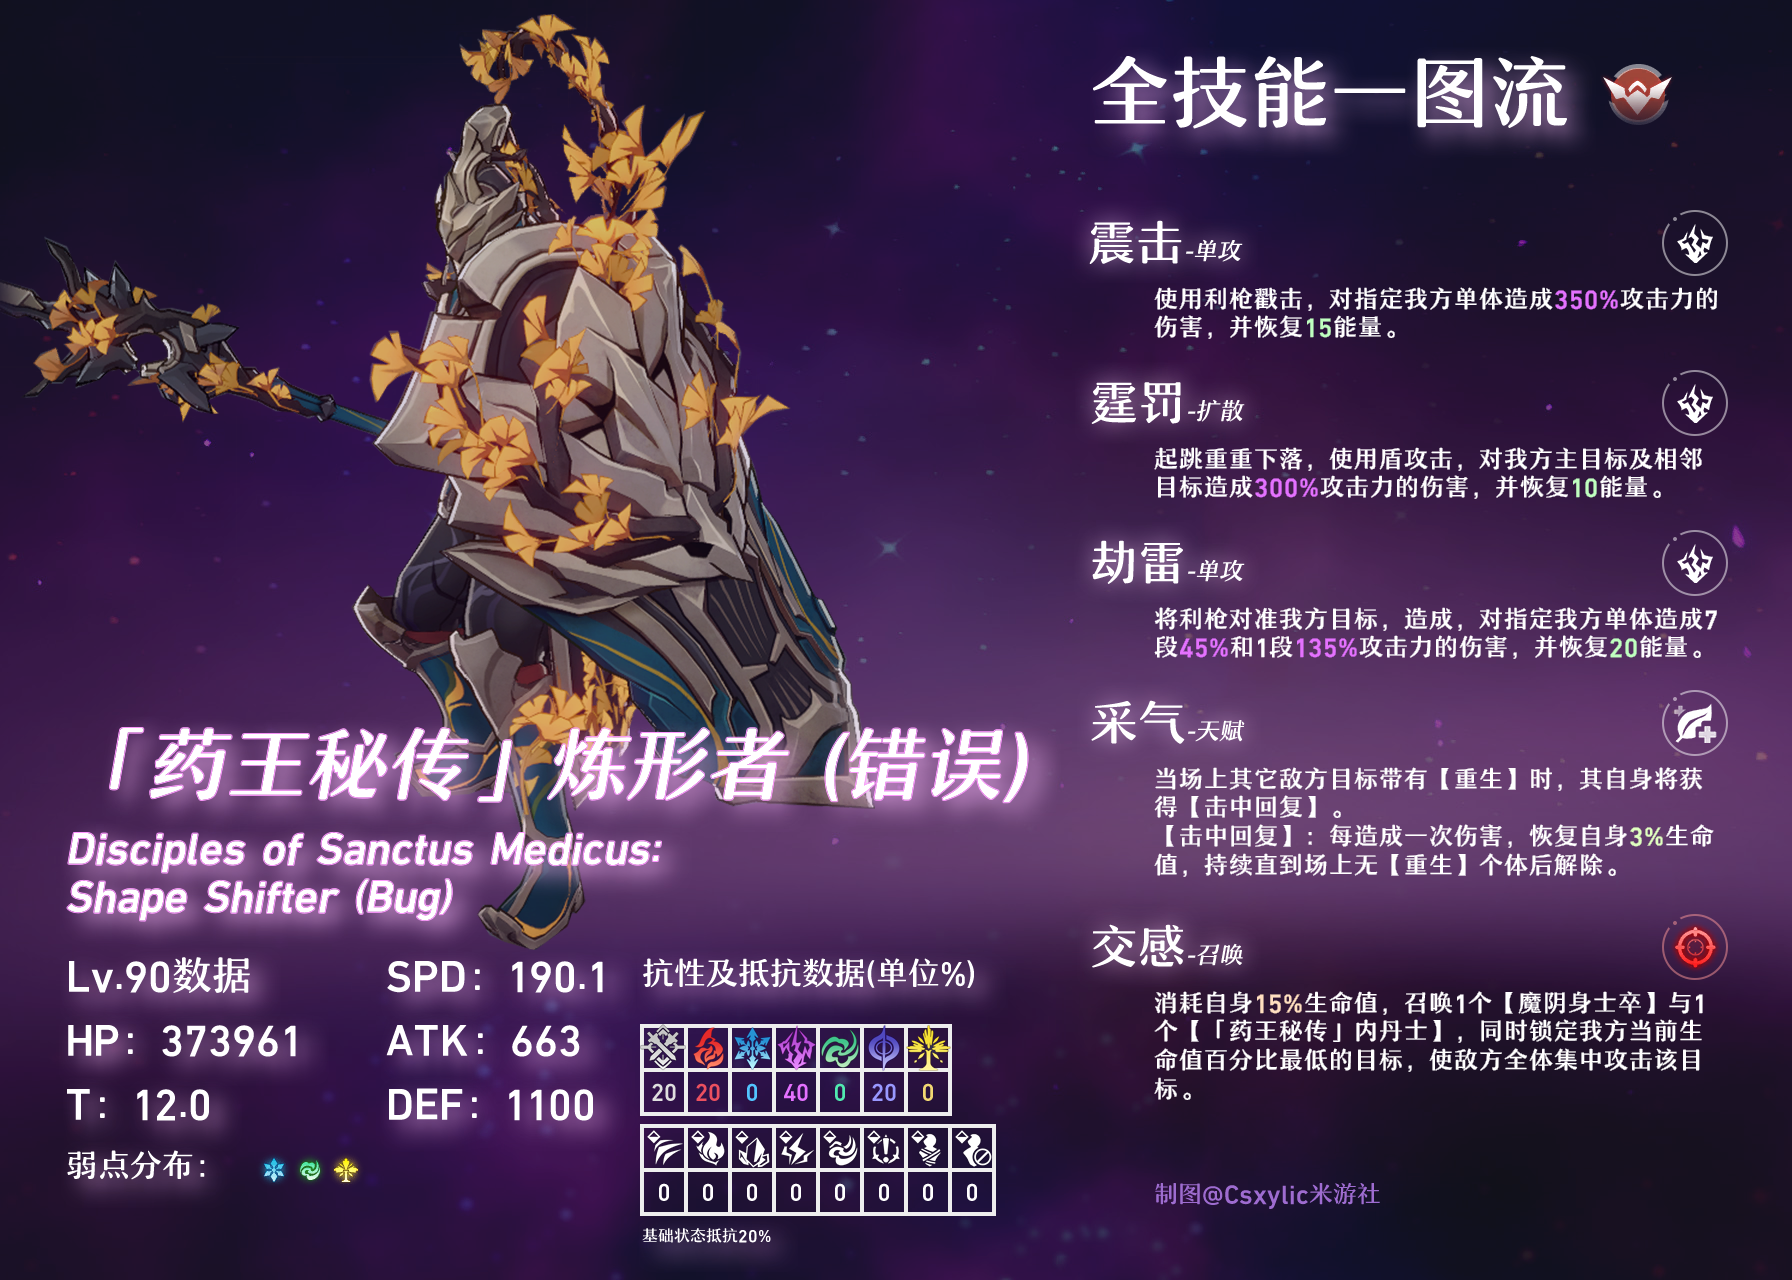 全技能一图流
震击-单攻
使用利枪戳击，对指定我方单体造成350%攻击力的
伤害，并恢复15能量。
霆罚-扩散
起跳重重下落，使用盾攻击，对我方主目标及相邻
目标造成300%攻击力的伤害，并恢复10能量。
劫雷-单攻
将利枪对准我方目标，造成，对指定我方单体造成7
段45%和1段135%攻击力的伤害，并恢复20能量。
采气-天赋
当场上其它敌方目标带有【重生】时，其自身将获
得【击中回复】。
【击中回复】：每造成一次伤害，恢复自身3%生命
值，持续直到场上无【重生】个体后解除。
交感-召唤
消耗自身15%生命值，召唤1个【魔阴身士卒】与1
个【「药王秘传」内丹士】，同时锁定我方当前生
命值百分比最低的目标，使敌方全体集中攻击该目
标。
制图@Csxylic米游社
「药王秘传」炼形者（错误）
Disciples of Sanctus Medicus:
Shape Shifter (Bug)
Lv.90数据
SPD：190.1
HP：373961
ATK：663
T：12.0
DEF：1100
弱点分布：
抗性及抵抗数据(单位%)
20 20 0 40 0 20 0
0 0 0 0 0 0 0 0
基础状态抵抗20%